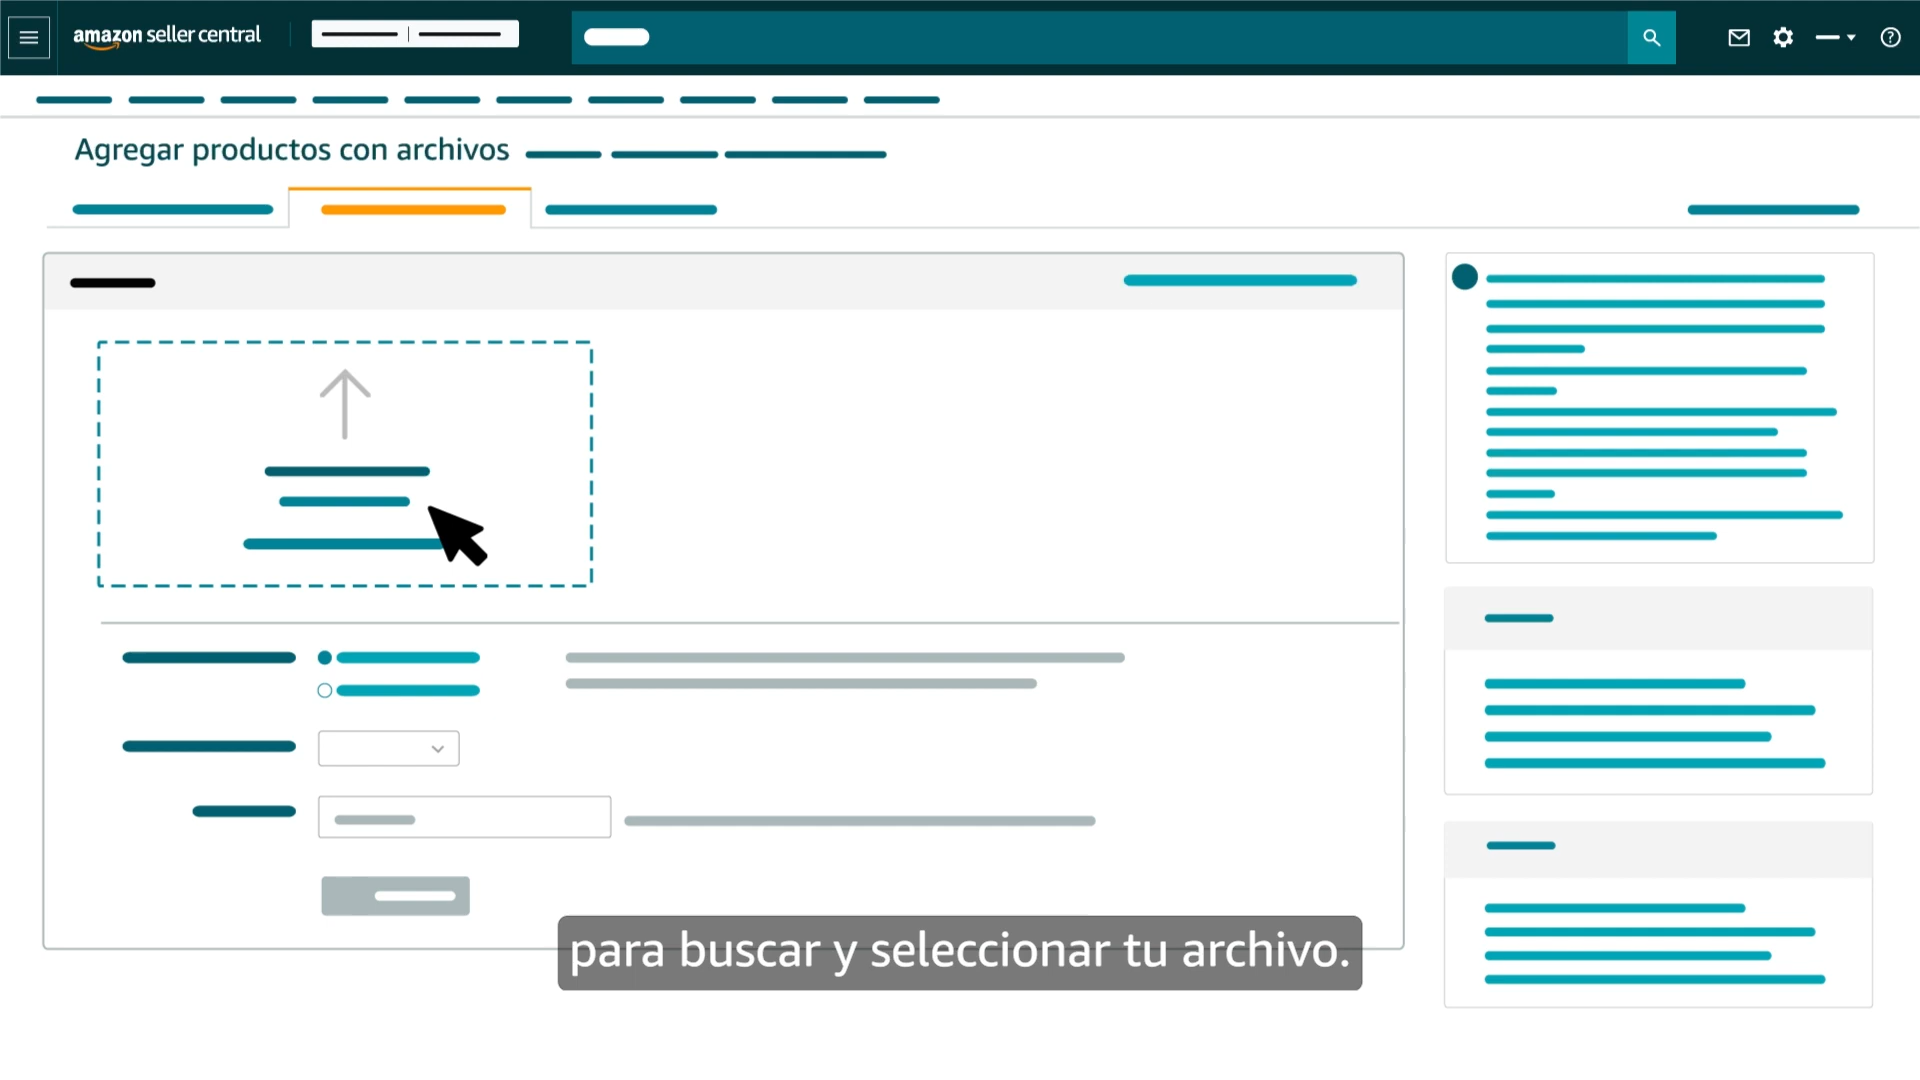 amazon seller central
Agregar productos con archivos
para buscar y seleccionar tu archivo.